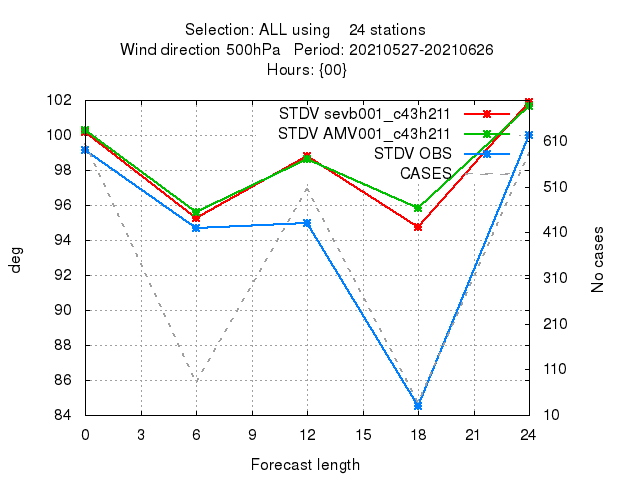 Selection: ALL using    24 stations
Wind direction 500hPa   Period: 20210527-20210626
Hours: {00}
STDV sevb001_c43h211
STDV AMV001_c43h211
STDV OBS
CASES
102
100
98
96
94
92
90
88
86
84
deg
610
510
410
310
210
110
10
No cases
0 3 6 9 12 15 18 21 24
Forecast length